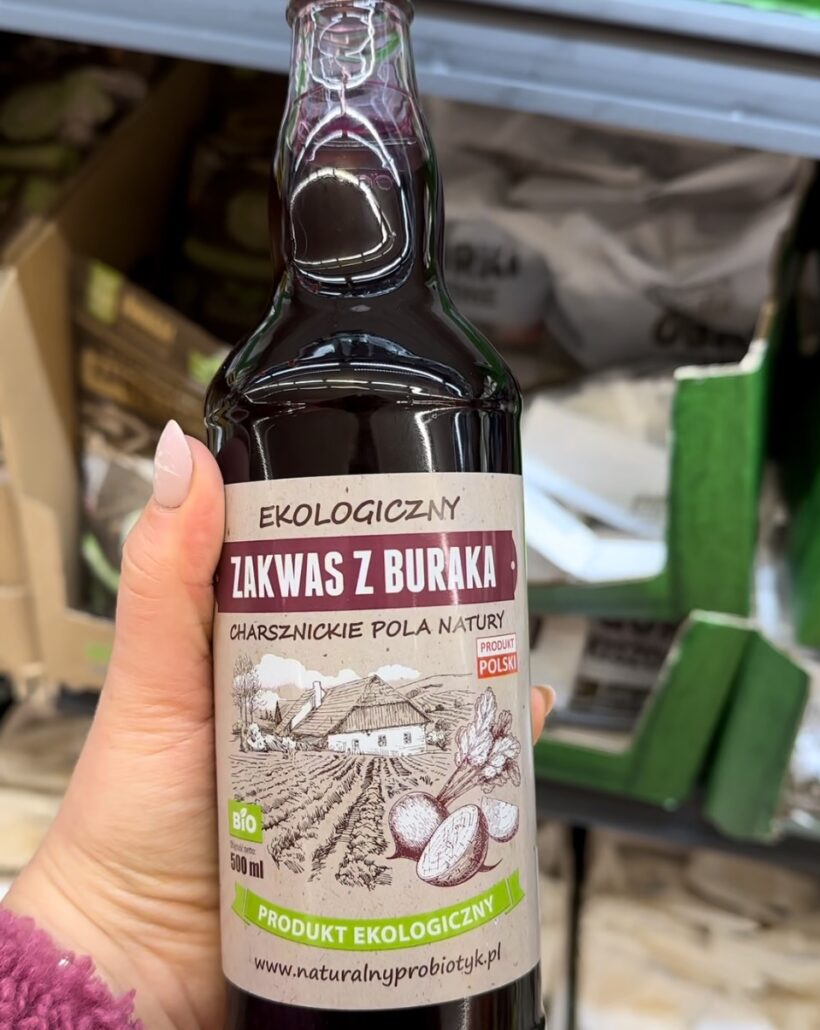 EKOLOGICZNY
ZAKWAS Z BURAKA
CHARSZNICKIE POLA NATURY
PRODUKT
POLSKI
BIO
500 ml
PRODUKT EKOLOGICZNY
www.naturalnyprobiotyk.pl